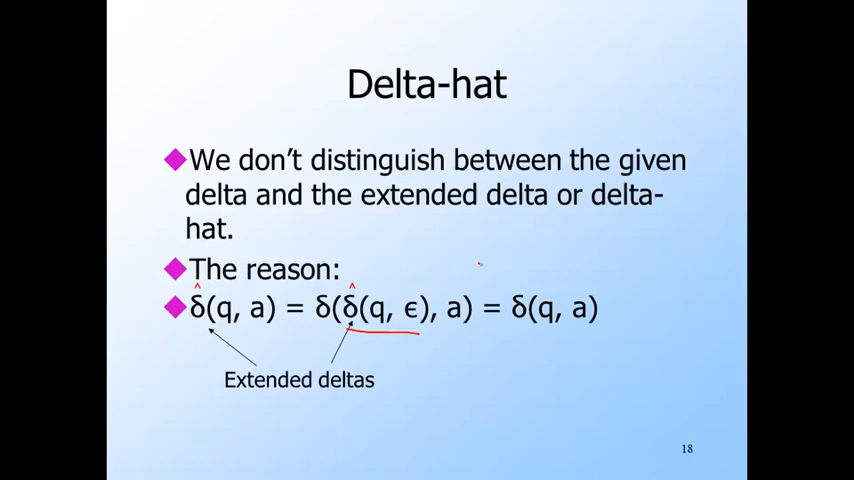 Delta-hat
We don't distinguish between the given
delta and the extended delta or delta-
hat.
The reason:
δ̂(q, a) = δ(δ̂(q, ϵ), a) = δ(q, a)
Extended deltas
18